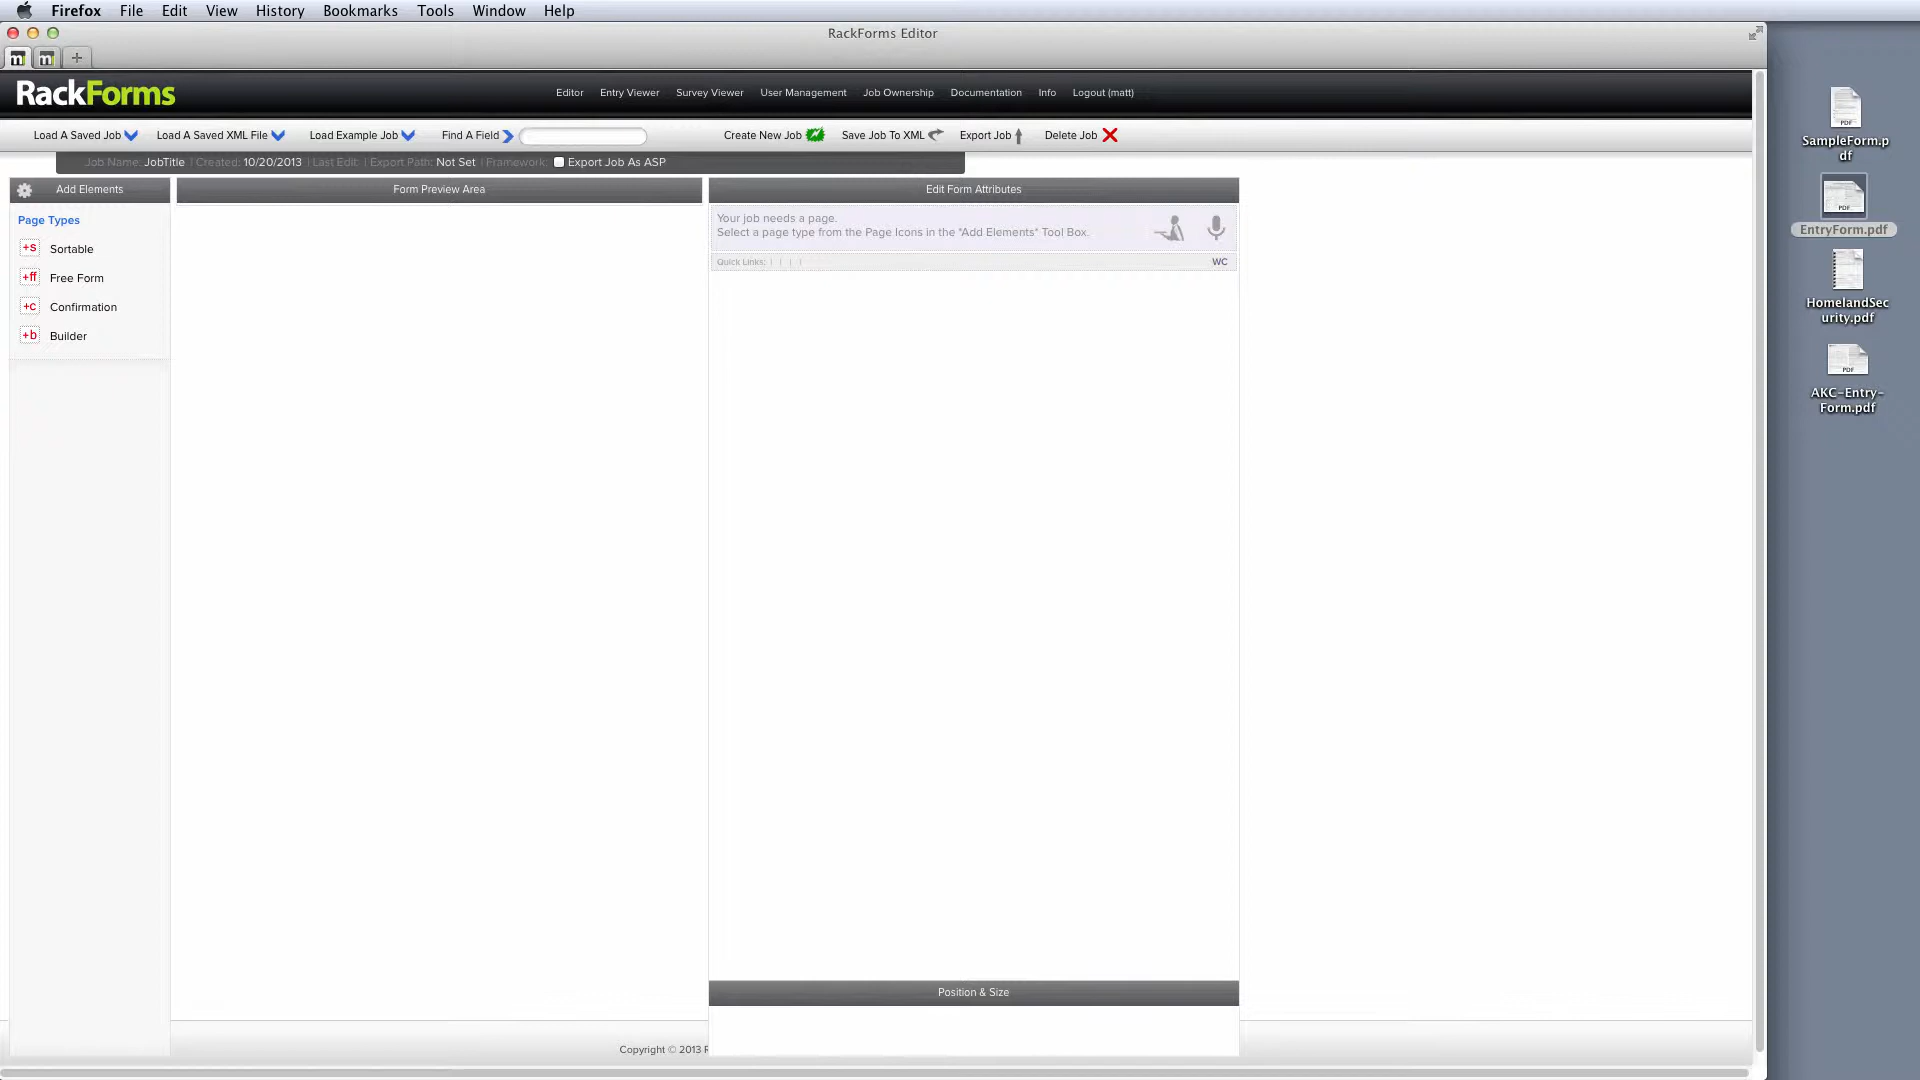 Firefox File Edit View History Bookmarks Tools Window Help
RackForms Editor
m m +
RackForms
Editor Entry Viewer Survey Viewer User Management Job Ownership Documentation Info Logout (matt)
Load A Saved Job Load A Saved XML File Load Example Job Find A Field Create New Job Save Job To XML Export Job Delete Job
Job Name: JobTitle | Created: 10/20/2013 | Last Edit: | Export Path: Not Set | Framework: Export Job As ASP
Add Elements
Page Types
+s Sortable
+ff Free Form
+c Confirmation
+b Builder
Form Preview Area
Edit Form Attributes
Your job needs a page.
Select a page type from the Page Icons in the "Add Elements" Tool Box.
Quick Links: | | | | WC
Position & Size
Copyright © 2013 R
PDF
SampleForm.p
df
PDF
EntryForm.pdf
HomelandSec
urity.pdf
PDF
AKC-Entry-
Form.pdf